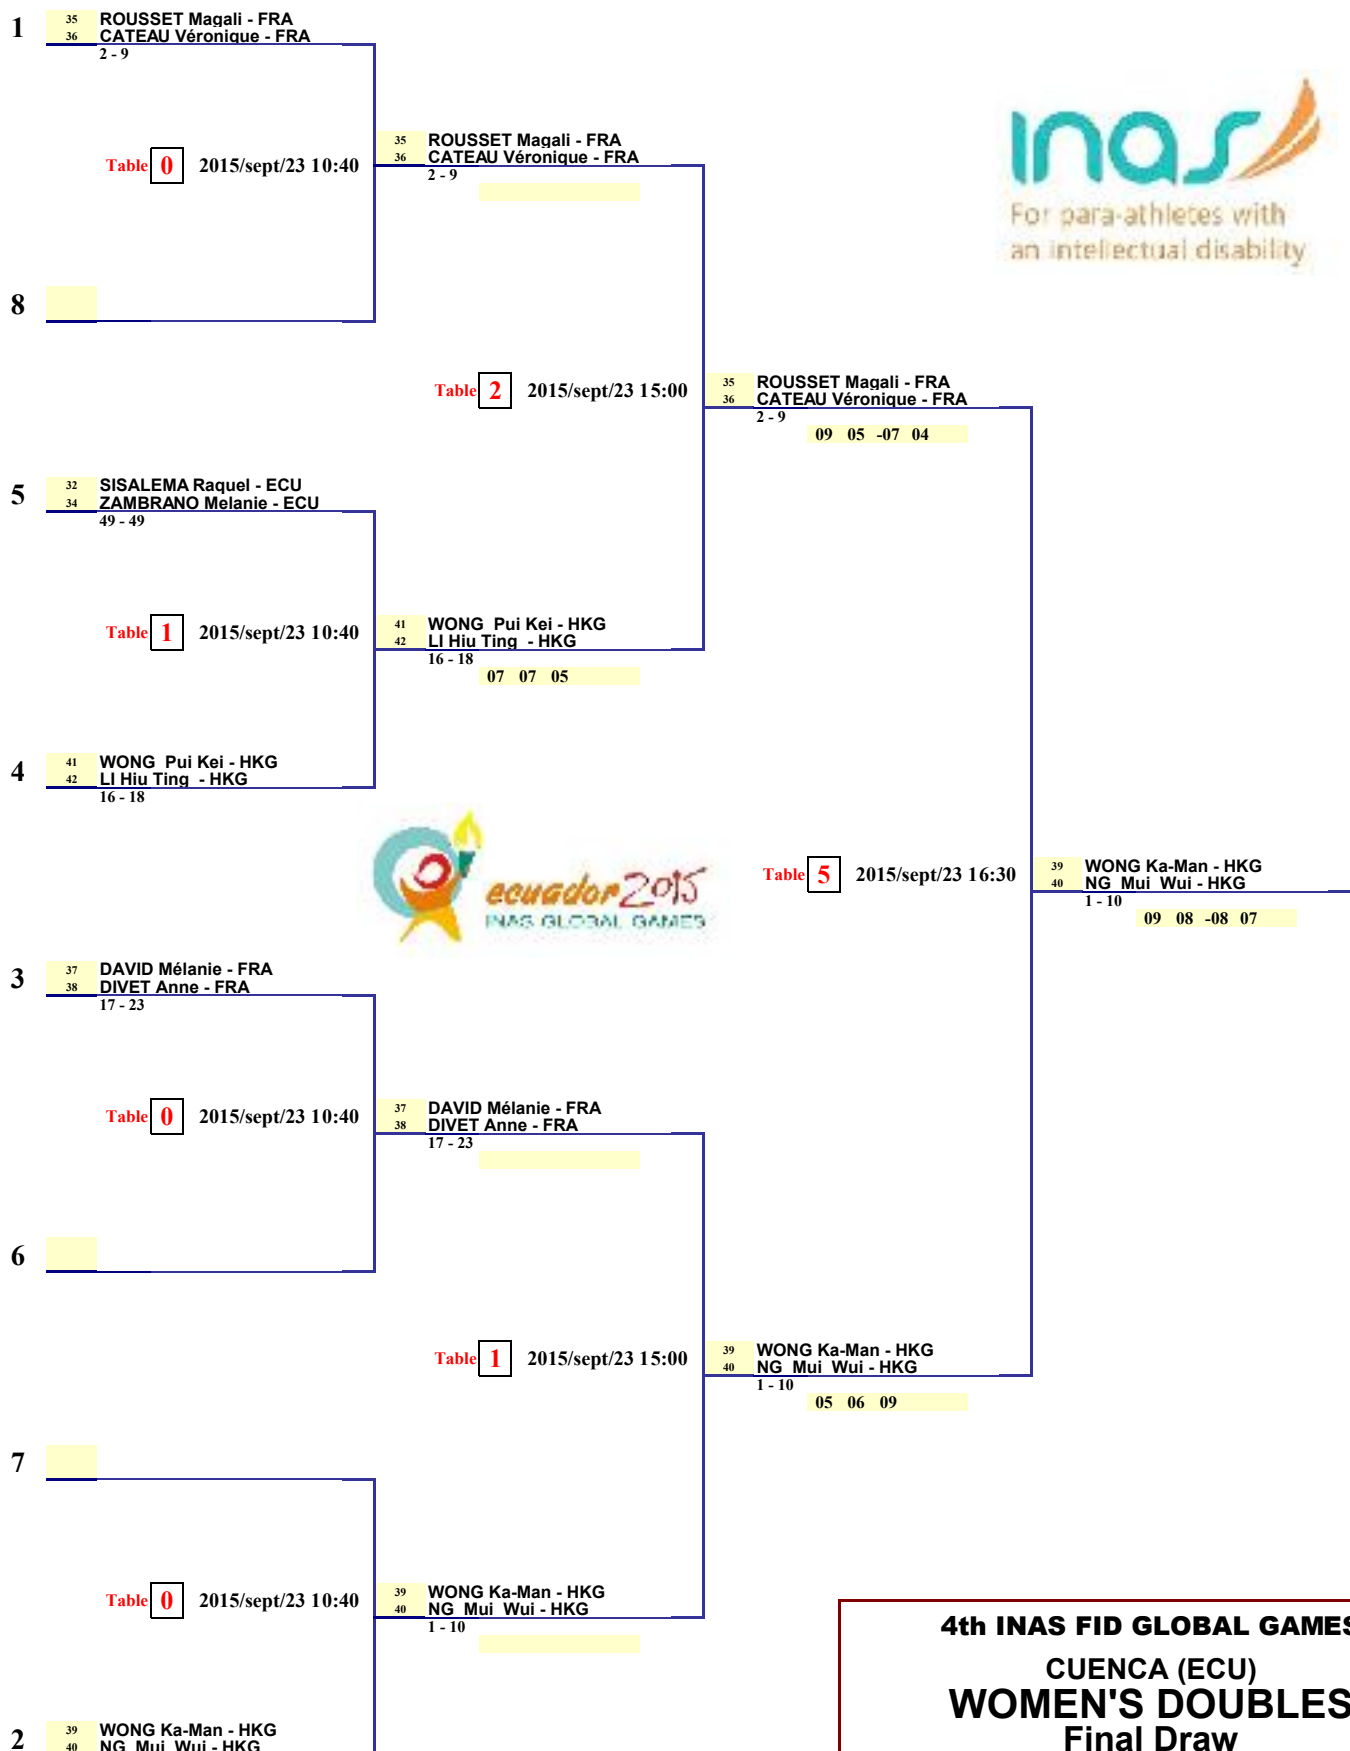 1
35 ROUSSET Magali - FRA
36 CATEAU Véronique - FRA
2 - 9
Inas
For para-athletes with
an intellectual disability
35 ROUSSET Magali - FRA
36 CATEAU Véronique - FRA
2 - 9
Table 0 2015/sept/23 10:40
8
Table 2 2015/sept/23 15:00
35 ROUSSET Magali - FRA
36 CATEAU Véronique - FRA
2 - 9
09 05 -07 04
5
32 SISALEMA Raquel - ECU
34 ZAMBRANO Melanie - ECU
49 - 49
Table 1 2015/sept/23 10:40
41 WONG Pui Kei - HKG
42 LI Hiu Ting - HKG
16 - 18
07 07 05
4
41 WONG Pui Kei - HKG
42 LI Hiu Ting - HKG
16 - 18
ecuador 2015
INAS GLOBAL GAMES
Table 5 2015/sept/23 16:30
39 WONG Ka-Man - HKG
40 NG Mui Wui - HKG
1 - 10
09 08 -08 07
3
37 DAVID Mélanie - FRA
38 DIVET Anne - FRA
17 - 23
Table 0 2015/sept/23 10:40
37 DAVID Mélanie - FRA
38 DIVET Anne - FRA
17 - 23
6
Table 1 2015/sept/23 15:00
39 WONG Ka-Man - HKG
40 NG Mui Wui - HKG
1 - 10
05 06 09
7
Table 0 2015/sept/23 10:40
39 WONG Ka-Man - HKG
40 NG Mui Wui - HKG
1 - 10
2
39 WONG Ka-Man - HKG
40 NG Mui Wui - HKG
4th INAS FID GLOBAL GAMES
CUENCA (ECU)
WOMEN'S DOUBLES
Final Draw